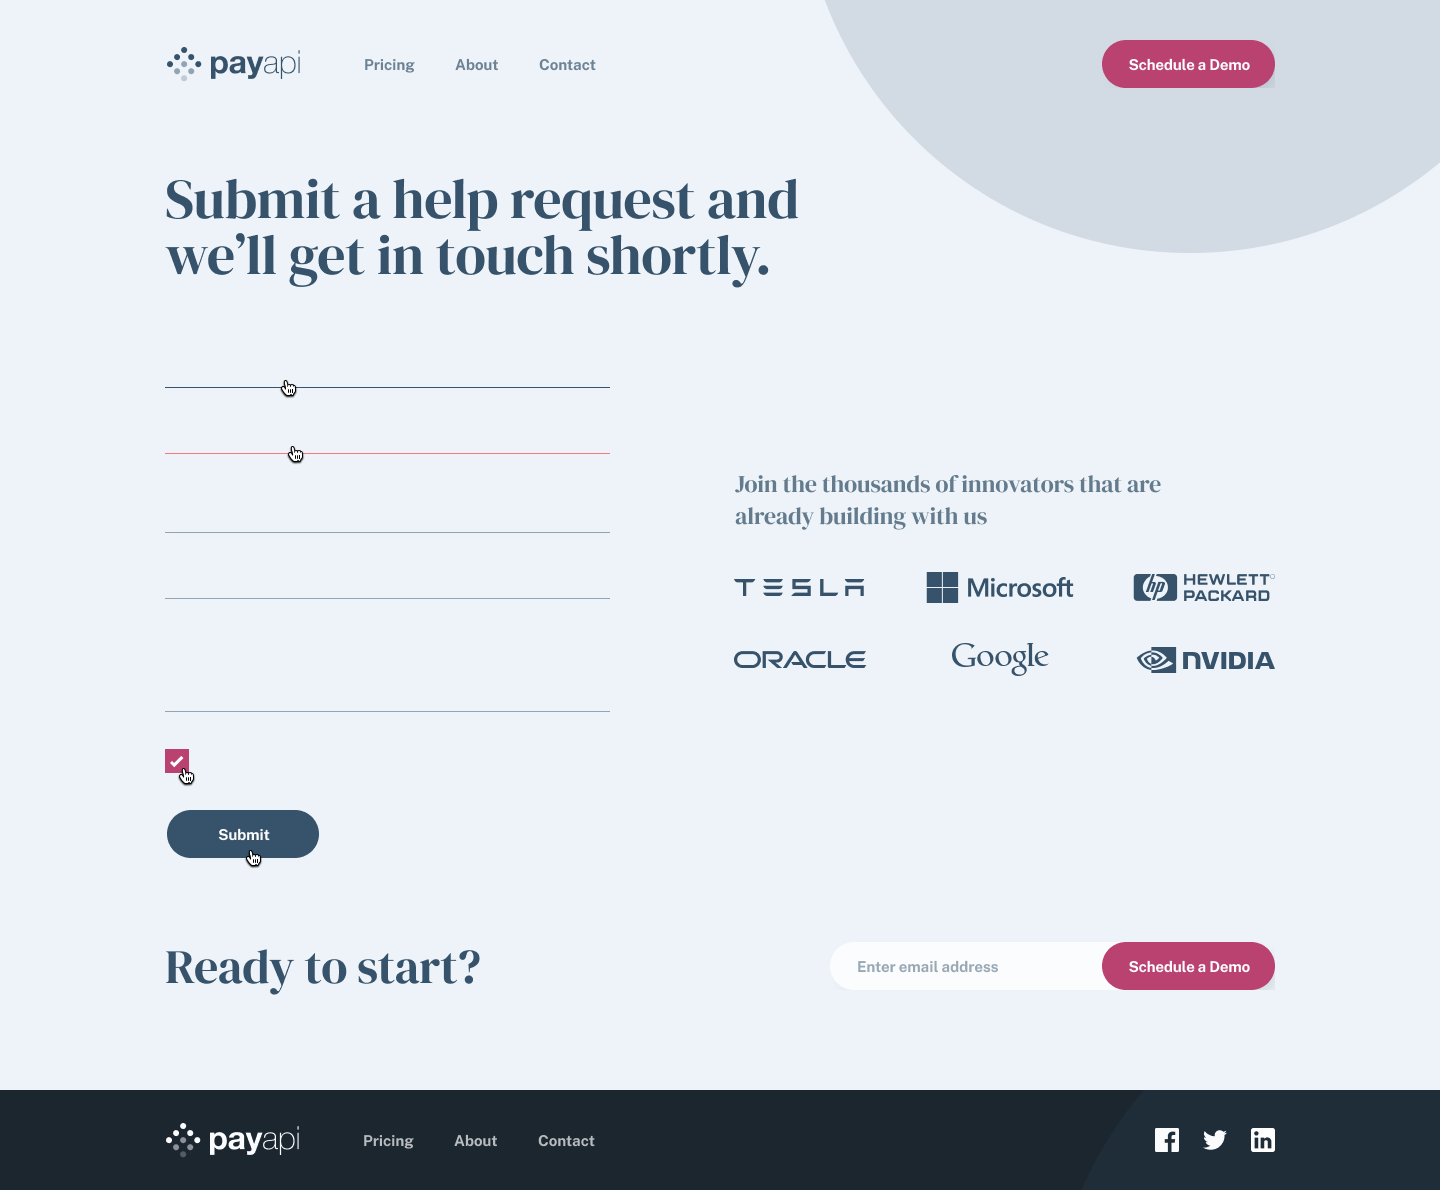 payapi
Pricing
About
Contact
Schedule a Demo
Submit a help request and
we’ll get in touch shortly.
Join the thousands of innovators that are
already building with us
TESLA
Microsoft
hp HEWLETT
PACKARD
ORACLE
Google
NVIDIA
Submit
Ready to start?
Enter email address
Schedule a Demo
payapi
Pricing
About
Contact